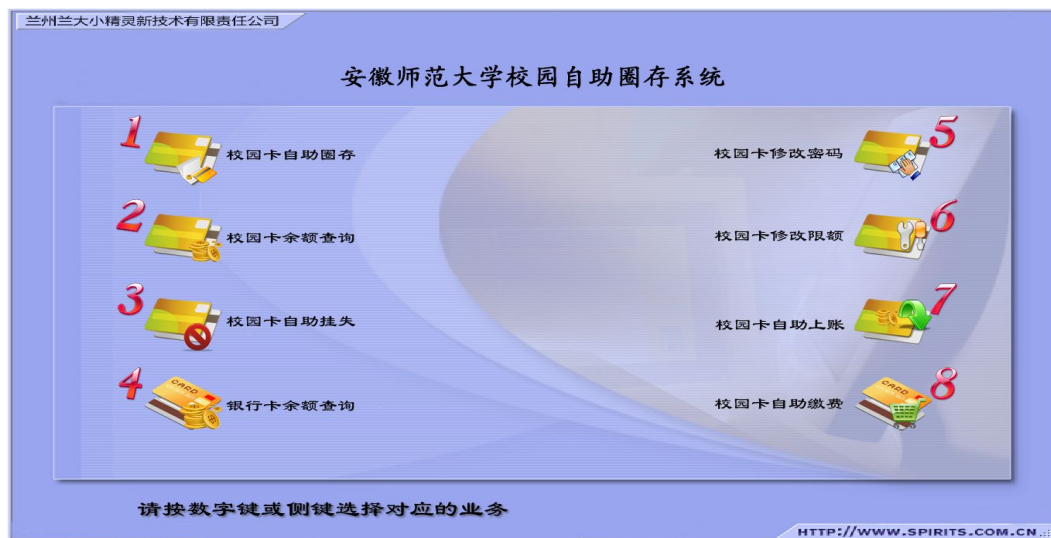 兰州兰大小精灵新技术有限责任公司
安徽师范大学校园自助圈存系统
1 校园卡自助圈存
校园卡修改密码 5
2 校园卡余额查询
校园卡修改限额 6
3 校园卡自助挂失
校园卡自助上账 7
4 CARD 银行卡余额查询
校园卡自助缴费 CARD 8
请按数字键或侧键选择对应的业务
HTTP://WWW.SPIRITS.COM.CN